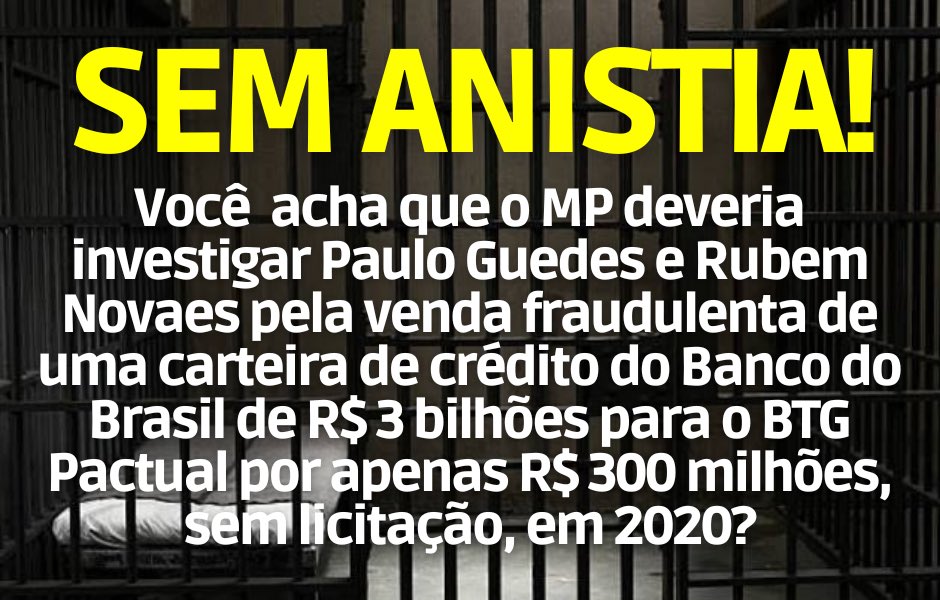 SEM ANISTIA!
Você acha que o MP deveria
investigar Paulo Guedes e Rubem
Novaes pela venda fraudulenta de
uma carteira de crédito do Banco do
Brasil de R$ 3 bilhões para o BTG
Pactual por apenas R$ 300 milhões,
sem licitação, em 2020?